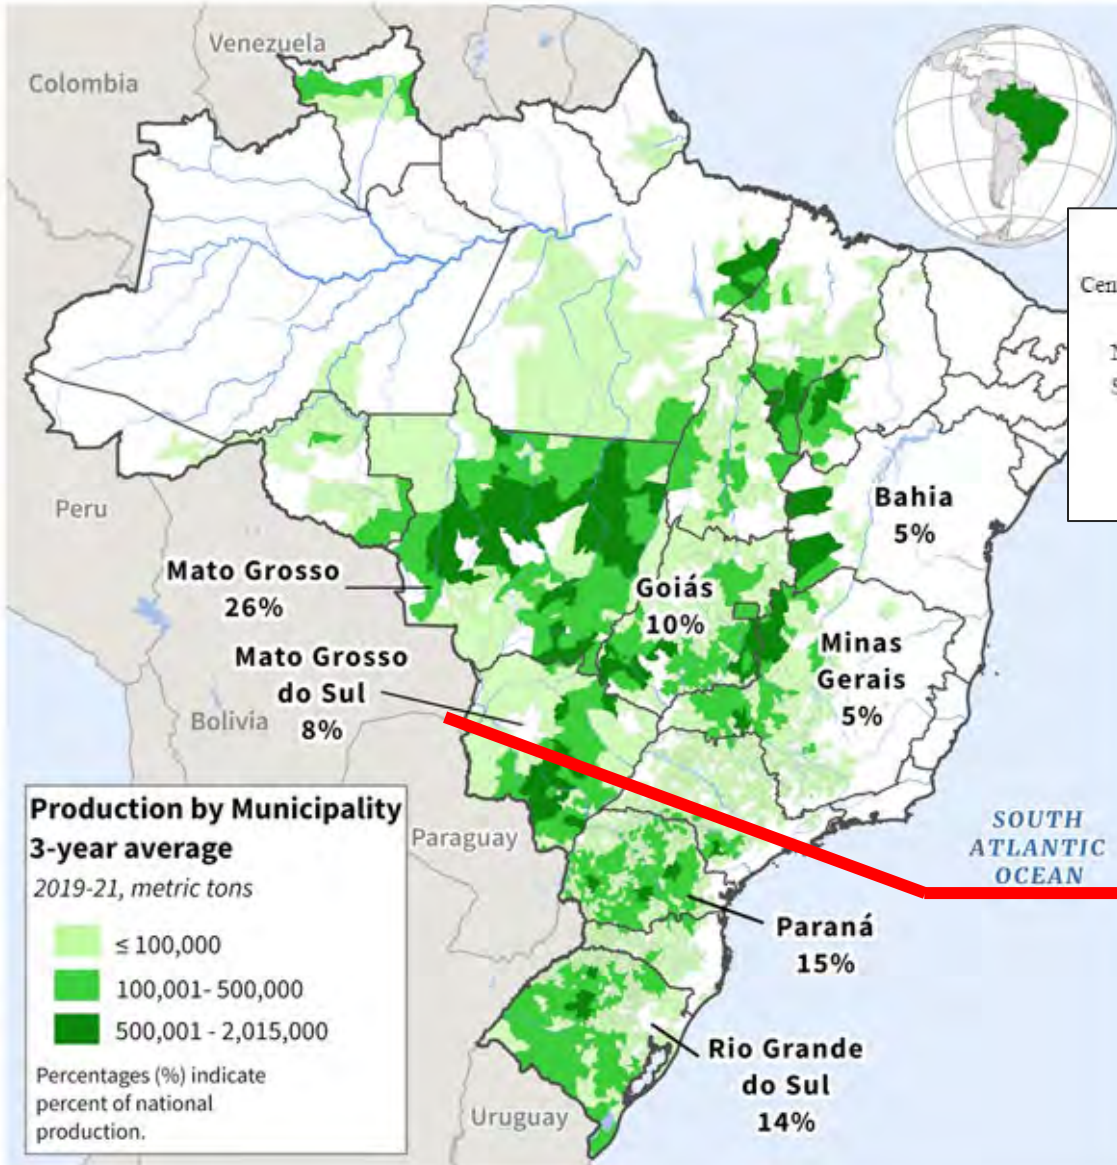 Venezuela
Colombia
Cen
Peru
Bahia
5%
Mato Grosso
26%
Goiás
10%
Mato Grosso
do Sul
8%
Minas
Gerais
5%
Bolivia
Production by Municipality
3-year average
2019-21, metric tons
≤ 100,000
100,001- 500,000
500,001 - 2,015,000
Percentages (%) indicate
percent of national
production.
Paraguay
SOUTH
ATLANTIC
OCEAN
Paraná
15%
Rio Grande
do Sul
14%
Uruguay